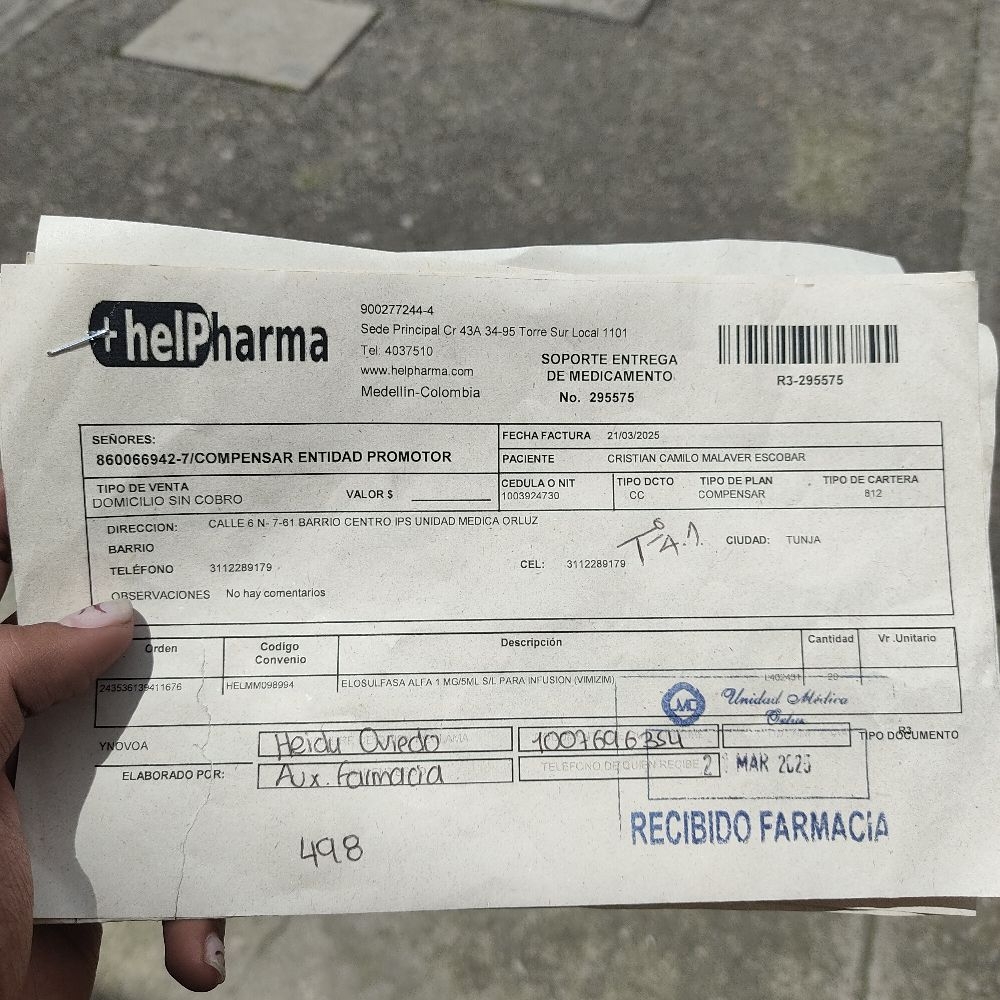 helPharma
900277244-4
Sede Principal Cr 43A 34-95 Torre Sur Local 1101
Tel. 4037510
www.helpharma.com
Medellín-Colombia
SOPORTE ENTREGA
DE MEDICAMENTO
No. 295575
R3-295575
SEÑORES:
860066942-7/COMPENSAR ENTIDAD PROMOTOR
FECHA FACTURA 21/03/2025
PACIENTE CRISTIAN CAMILO MALAVER ESCOBAR
TIPO DE VENTA
DOMICILIO SIN COBRO
VALOR $
CEDULA O NIT
1003924730
TIPO DCTO
CC
TIPO DE PLAN
COMPENSAR
TIPO DE CARTERA
812
DIRECCION: CALLE 6 N- 7-61 BARRIO CENTRO IPS UNIDAD MEDICA ORLUZ
BARRIO
CIUDAD: TUNJA
TELÉFONO 3112289179
CEL: 3112289179
OBSERVACIONES No hay comentarios
Orden Codigo Convenio Descripción Cantidad Vr .Unitario
243536139411676 HELMM098994 ELOSULFASA ALFA 1 MG/5ML S/L PARA INFUSION (VIMIZIM) 20
Unidad Médica
YNOVOA
Heidy Oviedo
1007696354
R3
TIPO DOCUMENTO
ELABORADO POR:
Aux. farmacia
TELEFONO DE QUIEN RECIBE
MAR 2025
RECIBIDO FARMACIA
498